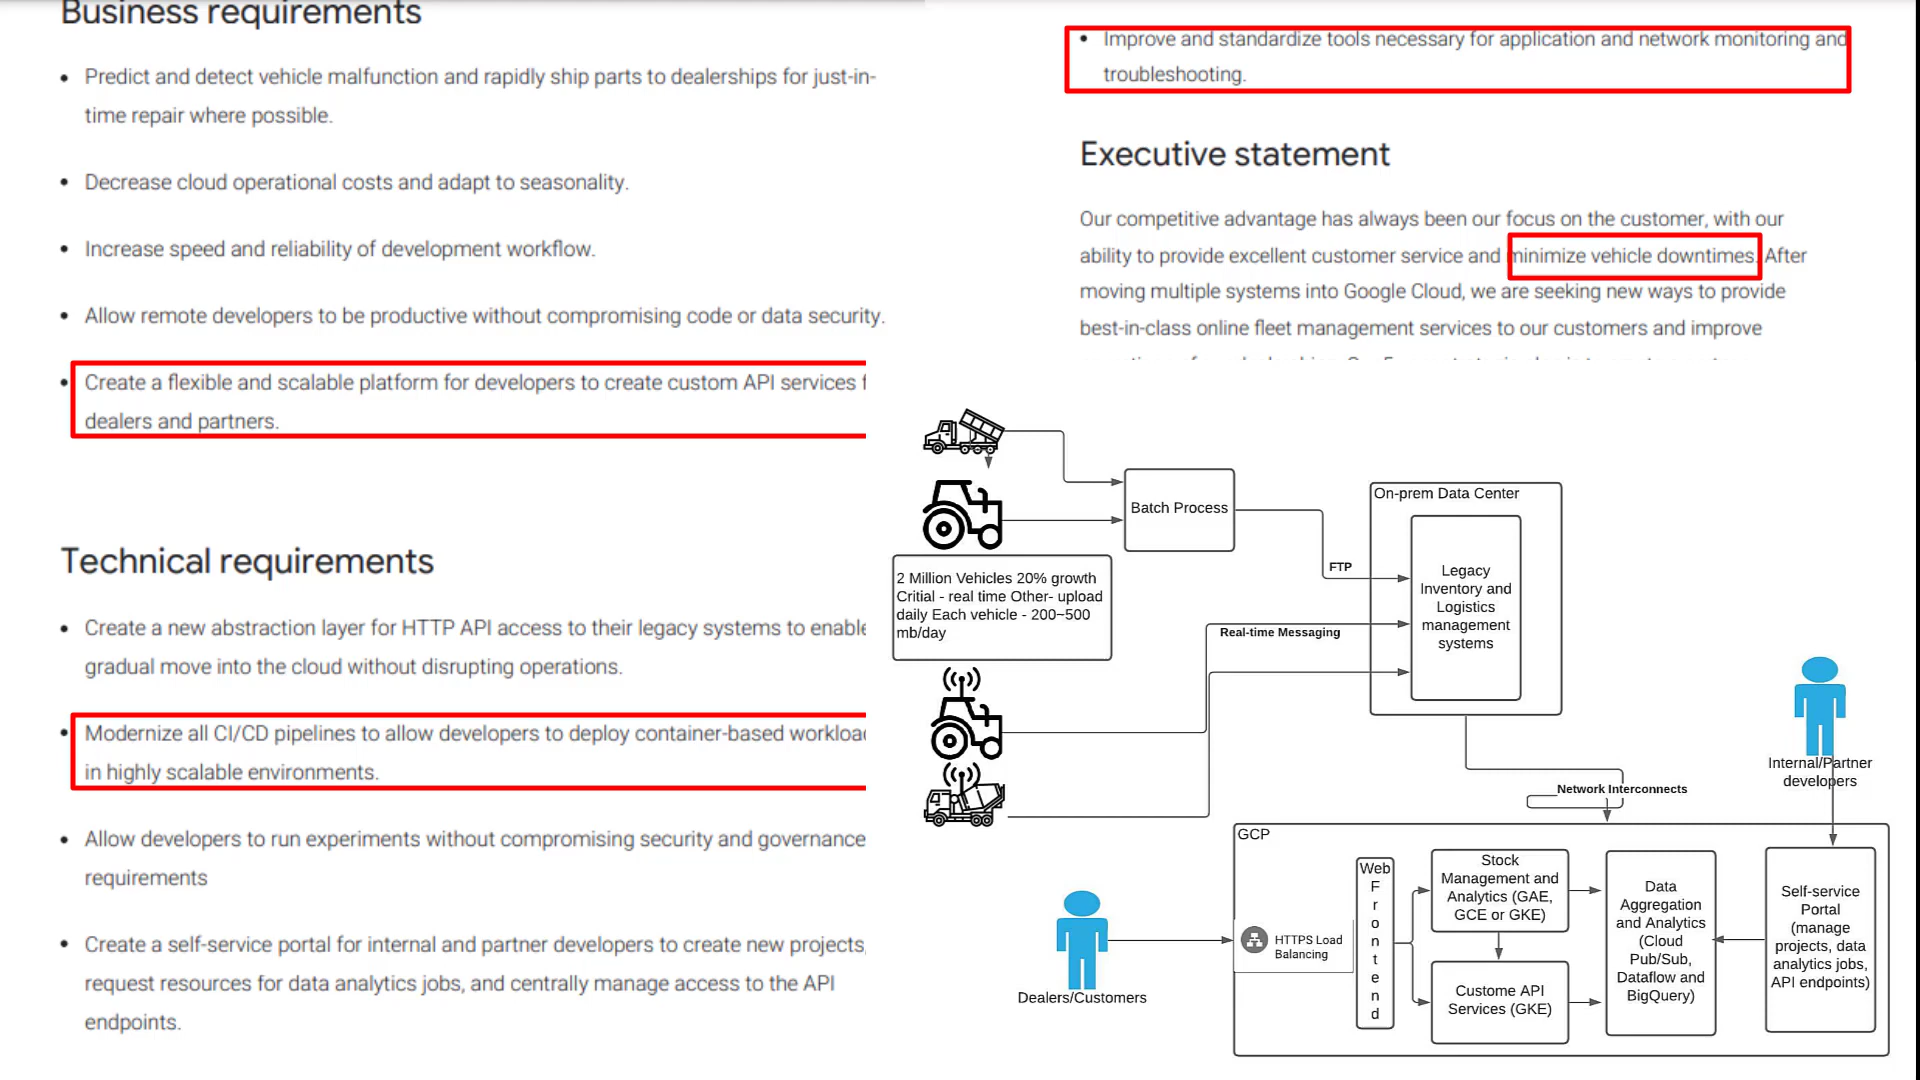 Business requirements
• Predict and detect vehicle malfunction and rapidly ship parts to dealerships for just-in-
time repair where possible.
• Decrease cloud operational costs and adapt to seasonality.
• Increase speed and reliability of development workflow.
• Allow remote developers to be productive without compromising code or data security.
• Create a flexible and scalable platform for developers to create custom API services
dealers and partners.
Technical requirements
• Create a new abstraction layer for HTTP API access to their legacy systems to enable
gradual move into the cloud without disrupting operations.
• Modernize all CI/CD pipelines to allow developers to deploy container-based
in highly scalable environments.
• Allow developers to run experiments without compromising security and governance
requirements
• Create a self-service portal for internal and partner developers to create new projects,
request resources for data analytics jobs, and centrally manage access to the API
endpoints.
• Improve and standardize tools necessary for application and network monitoring and
troubleshooting.
Executive statement
Our competitive advantage has always been our focus on the customer, with our
ability to provide excellent customer service and minimize vehicle downtimes. After
moving multiple systems into Google Cloud, we are seeking new ways to provide
best-in-class online fleet management services to our customers and improve
Batch Process
2 Million Vehicles 20% growth
Critial - real time Other- upload
daily Each vehicle - 200~500
mb/day
FTP
Real-time Messaging
On-prem Data Center
Legacy
Inventory and
Logistics
management
systems
Network Interconnects
Internal/Partner
developers
Dealers/Customers
GCP
HTTPS Load
Balancing
Web
F
r
o
n
t
e
n
d
Stock
Management and
Analytics (GAE,
GCE or GKE)
Custome API
Services (GKE)
Data
Aggregation
and Analytics
(Cloud
Pub/Sub,
Dataflow and
BigQuery)
Self-service
Portal
(manage
projects, data
analytics jobs,
API endpoints)